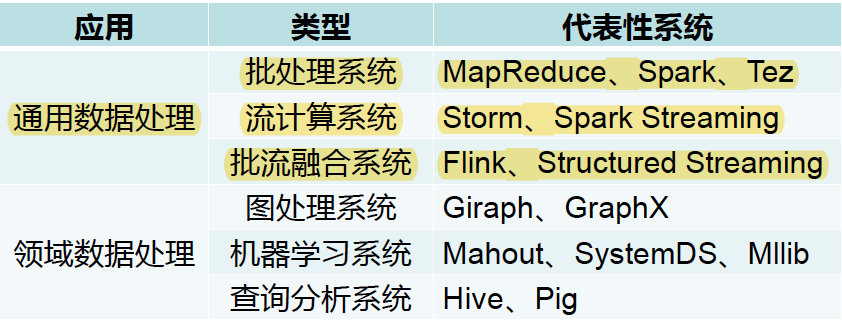 应用 类型 代表性系统
批处理系统 MapReduce、Spark、Tez
通用数据处理 流计算系统 Storm、Spark Streaming
批流融合系统 Flink、Structured Streaming
图处理系统 Giraph、GraphX
领域数据处理 机器学习系统 Mahout、SystemDS、Mllib
查询分析系统 Hive、Pig